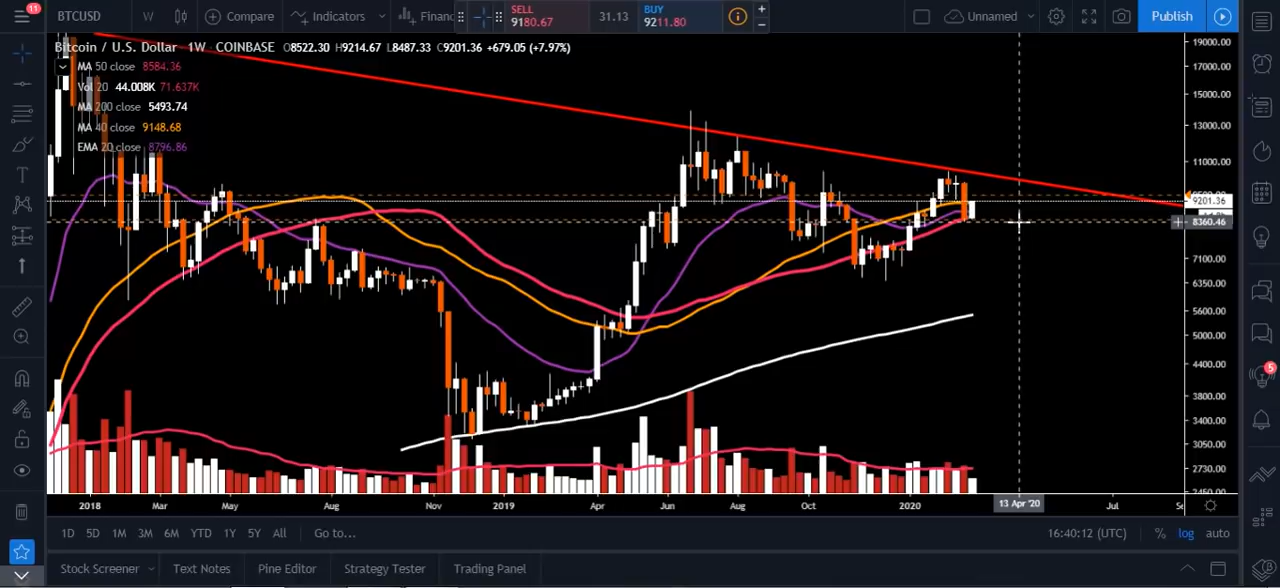 11 BTCUSD W Compare Indicators Financ SELL 9180.67 31.13 BUY 9211.80 + − Unnamed Publish
Bitcoin / U.S. Dollar 1W COINBASE O8522.30 H9214.67 L8487.33 C9201.36 +679.05 (+7.97%)
MA 50 close 8584.36
Vol 20 44.008K 71.637K
MA 200 close 5493.74
MA 40 close 9148.68
EMA 20 close 8796.86
19000.00
17000.00
15000.00
13000.00
11000.00
9201.36
8360.46
7100.00
6350.00
5600.00
5000.00
4400.00
3800.00
3400.00
3050.00
2730.00
2450.00
5
2018 Mar May Aug Nov 2019 Apr Jun Aug Oct 2020 13 Apr '20 Jul
1D 5D 1M 3M 6M YTD 1Y 5Y All Go to... 16:40:12 (UTC) % log auto
Stock Screener Text Notes Pine Editor Strategy Tester Trading Panel